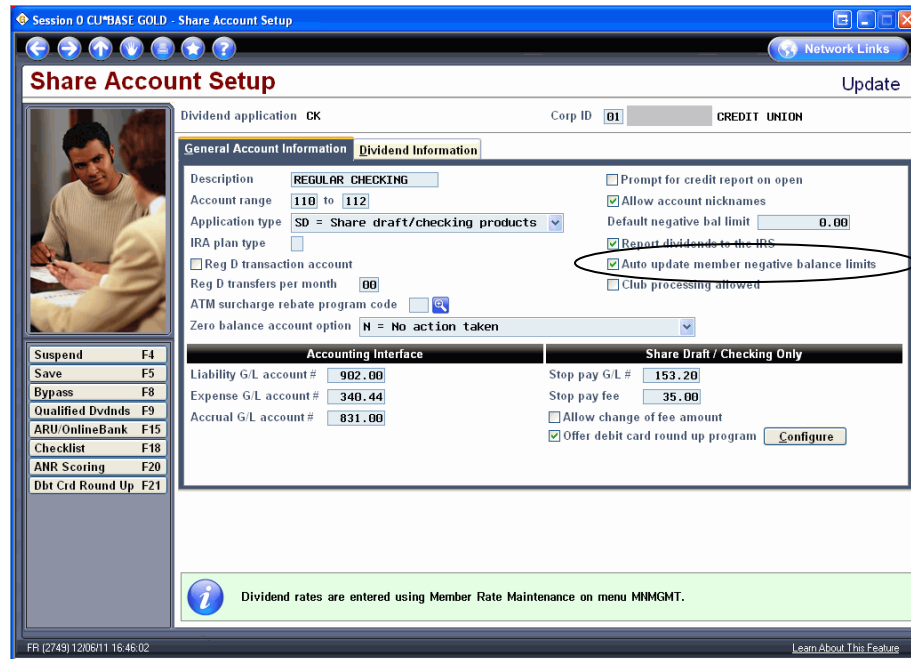 Session 0 CU*BASE GOLD - Share Account Setup
Network Links
Share Account Setup
Update
Dividend application CK
Corp ID 01 CREDIT UNION
General Account Information Dividend Information
Description REGULAR CHECKING
Prompt for credit report on open
Account range 110 to 112
Allow account nicknames
Application type SD = Share draft/checking products
Default negative bal limit 0.00
IRA plan type
Report dividends to the IRS
Reg D transaction account
Auto update member negative balance limits
Reg D transfers per month 00
Club processing allowed
ATM surcharge rebate program code
Zero balance account option N = No action taken
Accounting Interface
Share Draft / Checking Only
Liability G/L account # 902.00
Stop pay G/L # 153.20
Expense G/L account # 340.44
Stop pay fee 35.00
Accrual G/L account # 831.00
Allow change of fee amount
Offer debit card round up program Configure
Suspend F4
Save F5
Bypass F8
Qualified Dvdnds F9
ARU/OnlineBank F15
Checklist F18
ANR Scoring F20
Dbt Crd Round Up F21
Dividend rates are entered using Member Rate Maintenance on menu MNMGMT.
FR (2749) 12/06/11 16:46:02
Learn About This Feature